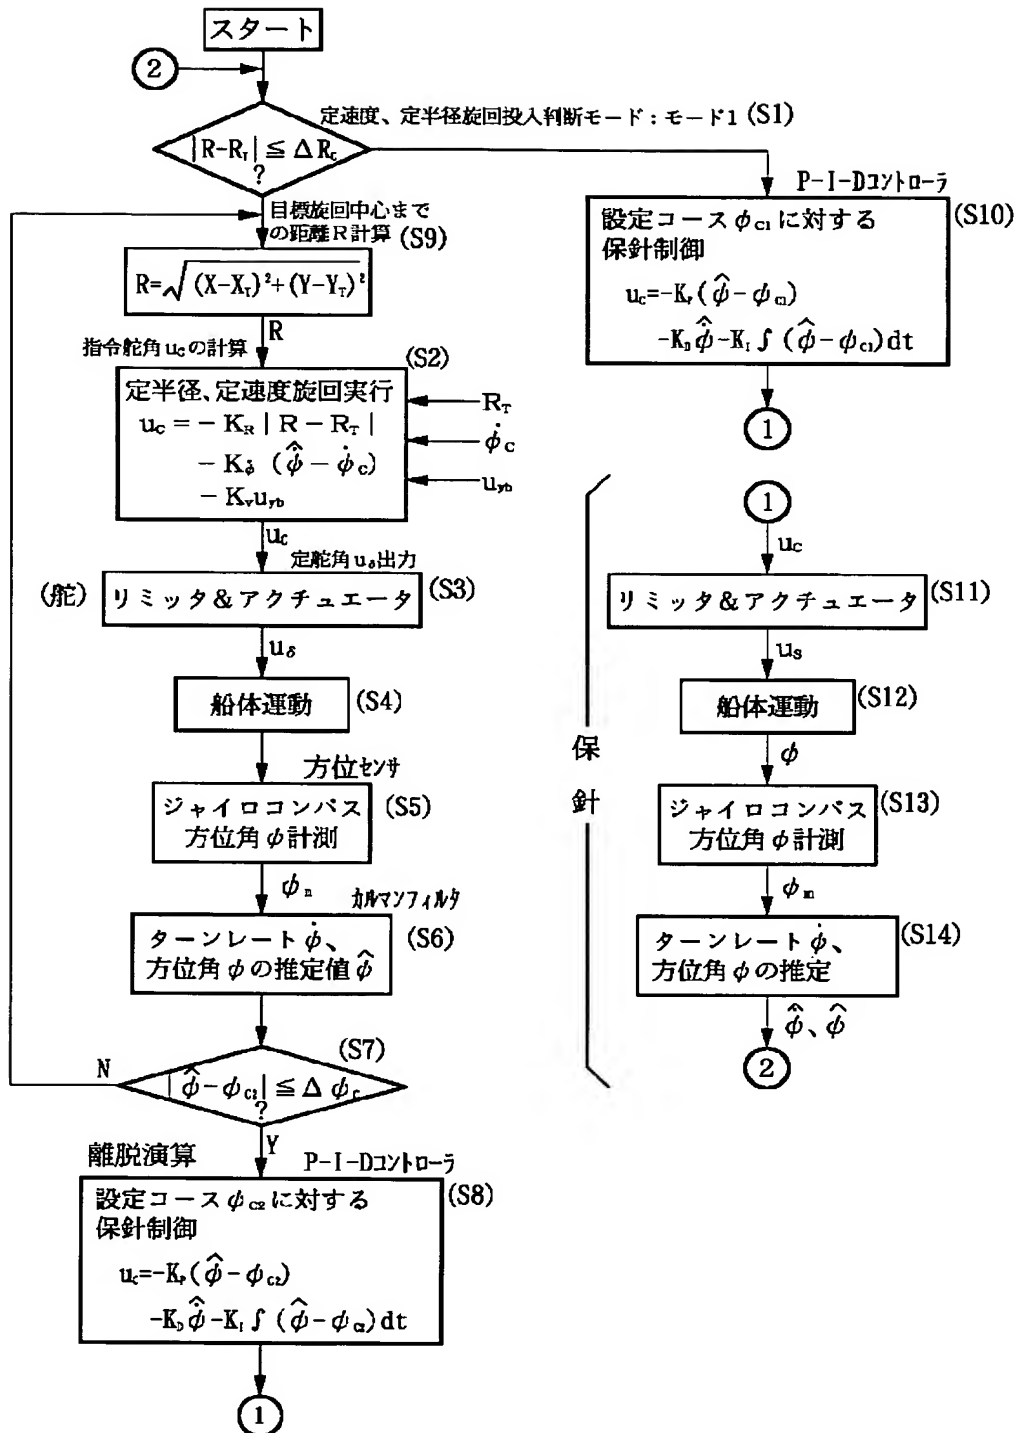 スタート
②
定速度、定半径旋回投入判断モード：モード1 (S1)
|R-R_T| ≦ ΔR_C
?
目標旋回中心まで
の距離R計算 (S9)
R=√(X-X_T)²+(Y-Y_T)²
R
指令舵角u_Cの計算
(S2)
定半径、定速度旋回実行
u_C = - K_R | R - R_T |
- K_φ̇ (φ̇̂ - φ̇_C)
- K_v u_yb
R_T
φ̇_C
u_yb
u_C
定舵角u_δ出力
(舵)
リミッタ&アクチュエータ
(S3)
u_δ
船体運動
(S4)
方位センサ
ジャイロコンパス
方位角φ計測
(S5)
φ_m
カルマンフィルタ
ターンレートφ̇、
方位角φの推定値φ̂
(S6)
(S7)
N
|φ̂-φ_C2| ≦ Δφ_C
?
Y
離脱演算
P-I-Dコントローラ
設定コースφ_C2に対する
保針制御
(S8)
u_C=-K_P(φ̂-φ_C2)
-K_D φ̇̂-K_I∫(φ̂-φ_C2)dt
①
P-I-Dコントローラ
設定コースφ_C1に対する
保針制御
(S10)
u_C=-K_P(φ̂-φ_C1)
-K_D φ̇̂-K_I∫(φ̂-φ_C1)dt
①
保針
①
u_C
リミッタ&アクチュエータ
(S11)
u_S
船体運動
(S12)
φ
ジャイロコンパス
方位角φ計測
(S13)
φ_m
ターンレートφ̇、
方位角φの推定
(S14)
φ̇̂、φ̂
②